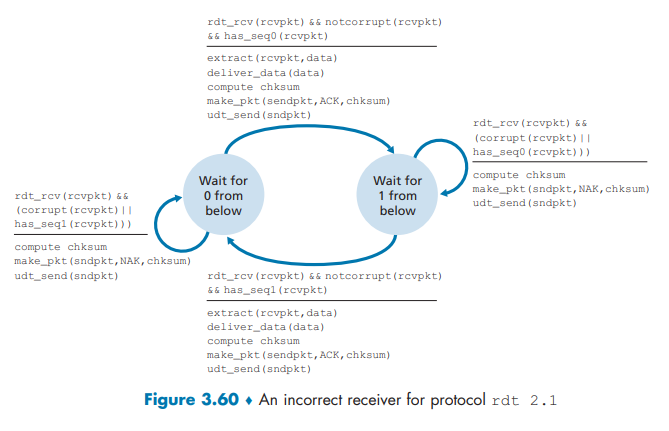 rdt_rcv(rcvpkt) && notcorrupt(rcvpkt)
&& has_seq0(rcvpkt)
extract(rcvpkt,data)
deliver_data(data)
compute chksum
make_pkt(sendpkt,ACK,chksum)
udt_send(sndpkt)
rdt_rcv(rcvpkt) &&
(corrupt(rcvpkt)||
has_seq0(rcvpkt)))
compute chksum
make_pkt(sndpkt,NAK,chksum)
udt_send(sndpkt)
Wait for
0 from
below
Wait for
1 from
below
rdt_rcv(rcvpkt) &&
(corrupt(rcvpkt)||
has_seq1(rcvpkt)))
compute chksum
make_pkt(sndpkt,NAK,chksum)
udt_send(sndpkt)
rdt_rcv(rcvpkt) && notcorrupt(rcvpkt)
&& has_seq1(rcvpkt)
extract(rcvpkt,data)
deliver_data(data)
compute chksum
make_pkt(sendpkt,ACK,chksum)
udt_send(sndpkt)
Figure 3.60 ♦ An incorrect receiver for protocol rdt 2.1